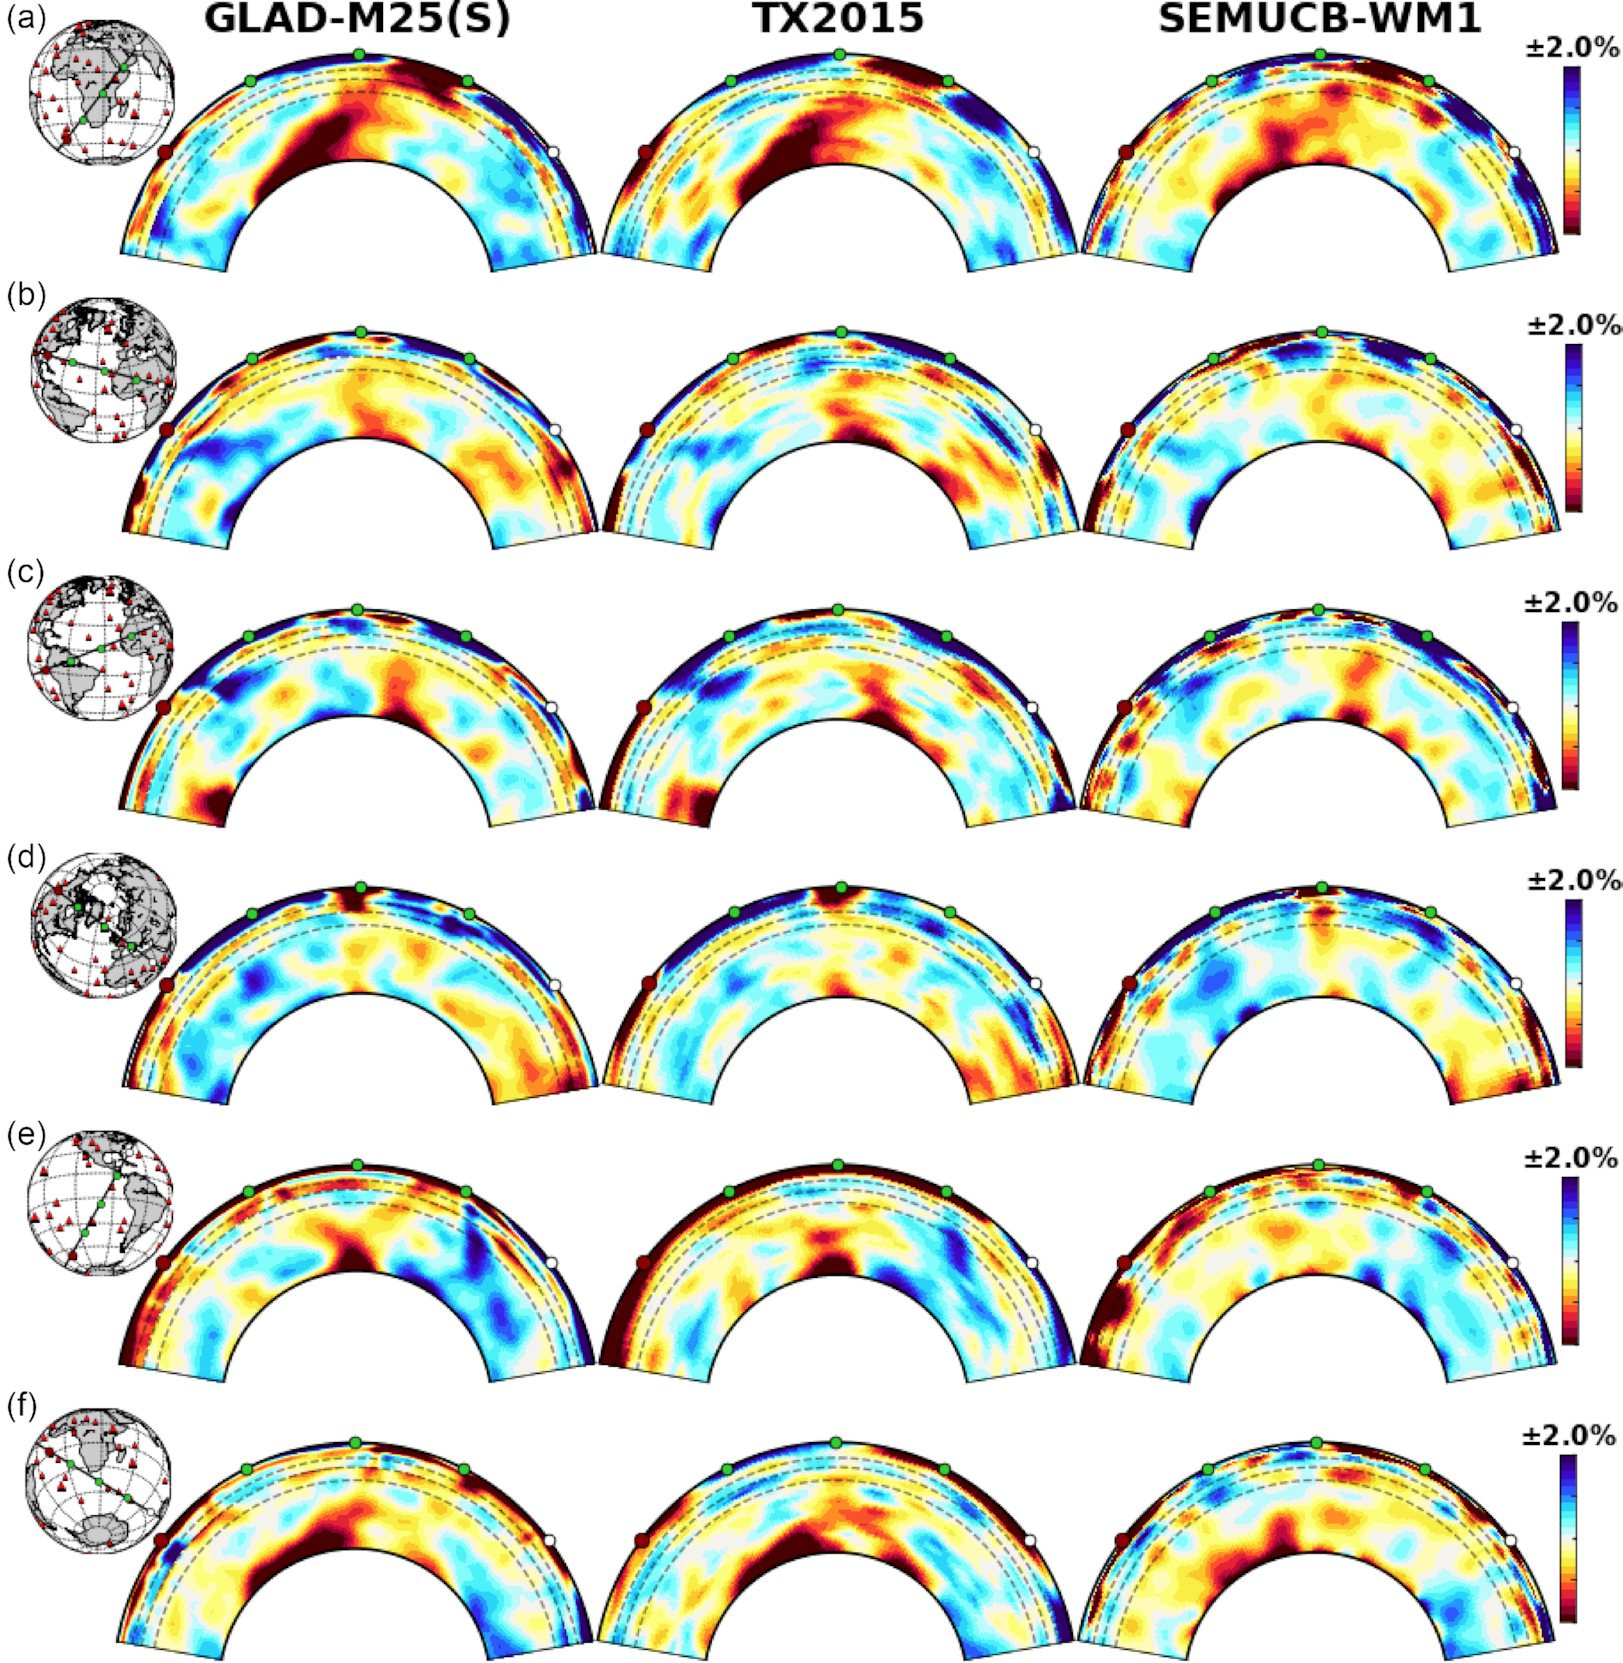 (a) GLAD-M25(S) TX2015 SEMUCB-WM1
±2.0%
(b)
±2.0%
(c)
±2.0%
(d)
±2.0%
(e)
±2.0%
(f)
±2.0%